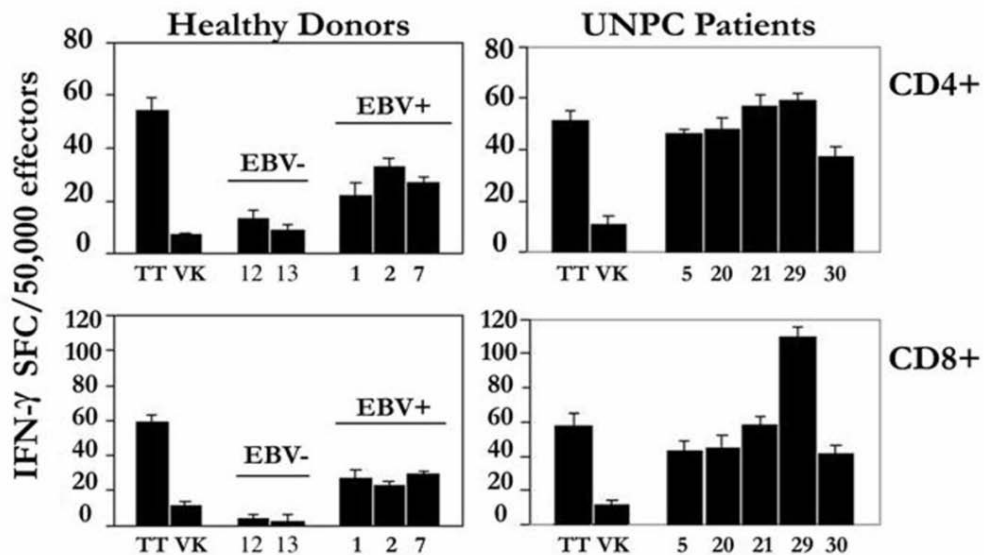 Healthy Donors
UNPC Patients
IFN-γ SFC/50,000 effectors
80
60
40
20
0
EBV-
EBV+
TT VK 12 13 1 2 7
80
60
40
20
0
TT VK 5 20 21 29 30
CD4+
120
100
80
60
40
20
0
EBV-
EBV+
TT VK 12 13 1 2 7
120
100
80
60
40
20
0
TT VK 5 20 21 29 30
CD8+